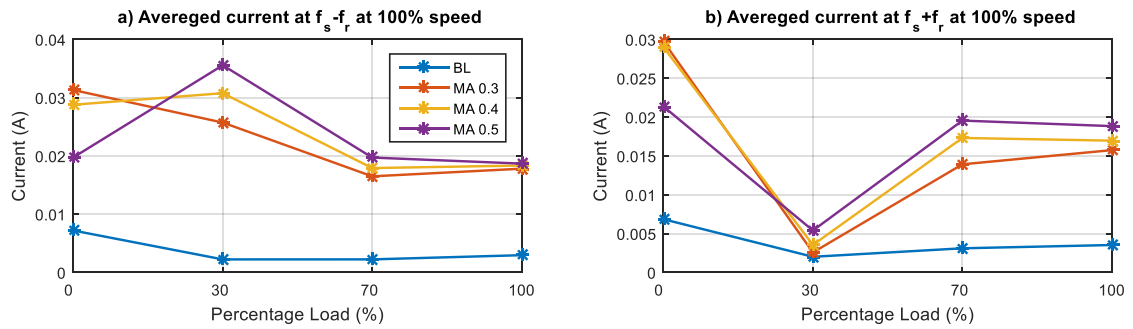 a) Avereged current at fs-fr at 100% speed
0.04
0.03
0.02
0.01
0
Current (A)
BL
MA 0.3
MA 0.4
MA 0.5
0 30 70 100
Percentage Load (%)
b) Avereged current at fs+fr at 100% speed
0.03
0.025
0.02
0.015
0.01
0.005
0
Current (A)
0 30 70 100
Percentage Load (%)